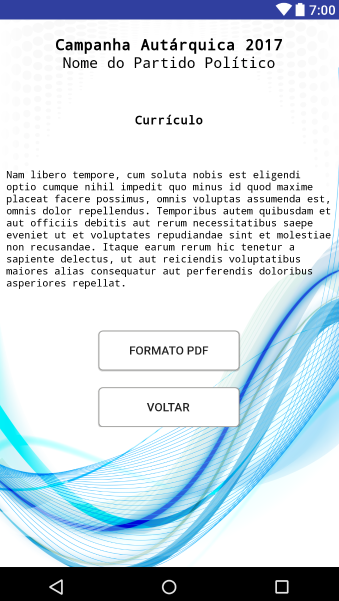 7:00
Campanha Autárquica 2017
Nome do Partido Político
Currículo
Nam libero tempore, cum soluta nobis est eligendi
optio cumque nihil impedit quo minus id quod maxime
placeat facere possimus, omnis voluptas assumenda est,
omnis dolor repellendus. Temporibus autem quibusdam et
aut officiis debitis aut rerum necessitatibus saepe
eveniet ut et voluptates repudiandae sint et molestiae
non recusandae. Itaque earum rerum hic tenetur a
sapiente delectus, ut aut reiciendis voluptatibus
maiores alias consequatur aut perferendis doloribus
asperiores repellat.
FORMATO PDF
VOLTAR